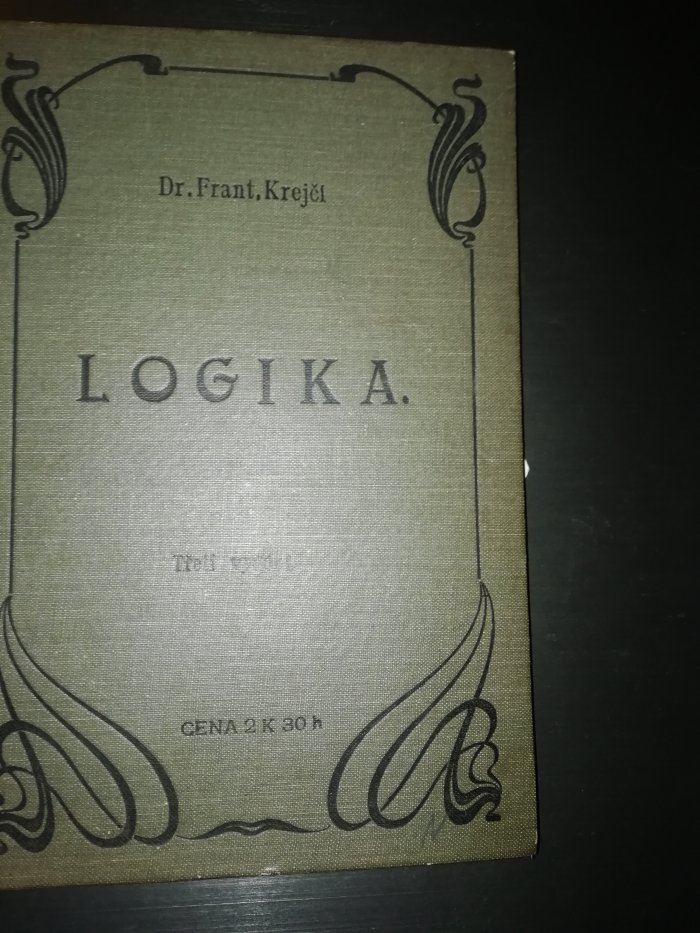 Dr. Frant. Krejčí
LOGIKA.
Třetí
CENA 2 K 30 h